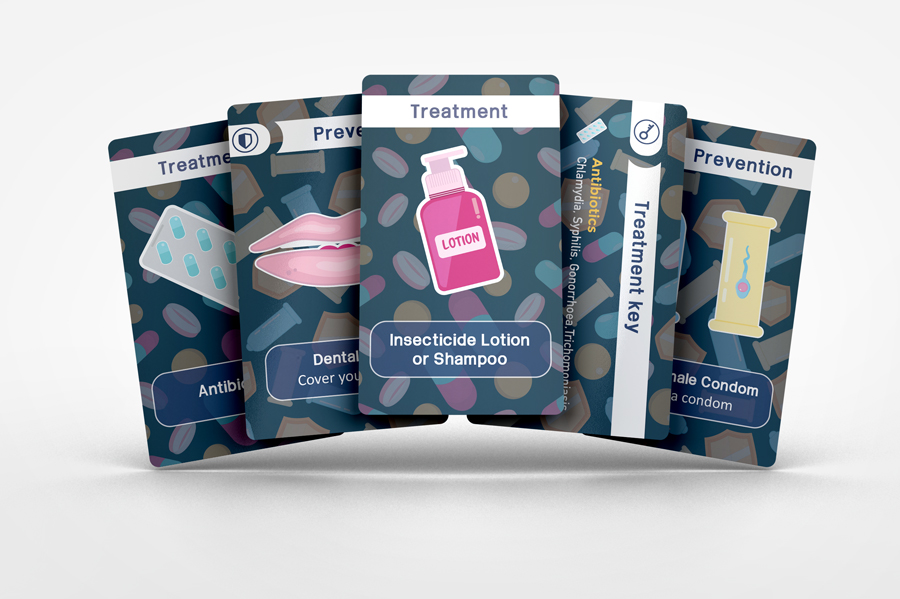 Treatme
Antibio
Preve
Dental
Cover you
Treatment
LOTION
Insecticide Lotion
or Shampoo
Treatment key
Antibiotics
Chlamydia, Syphilis, Gonorrhoea, Trichomoniasis
Prevention
male Condom
a condom